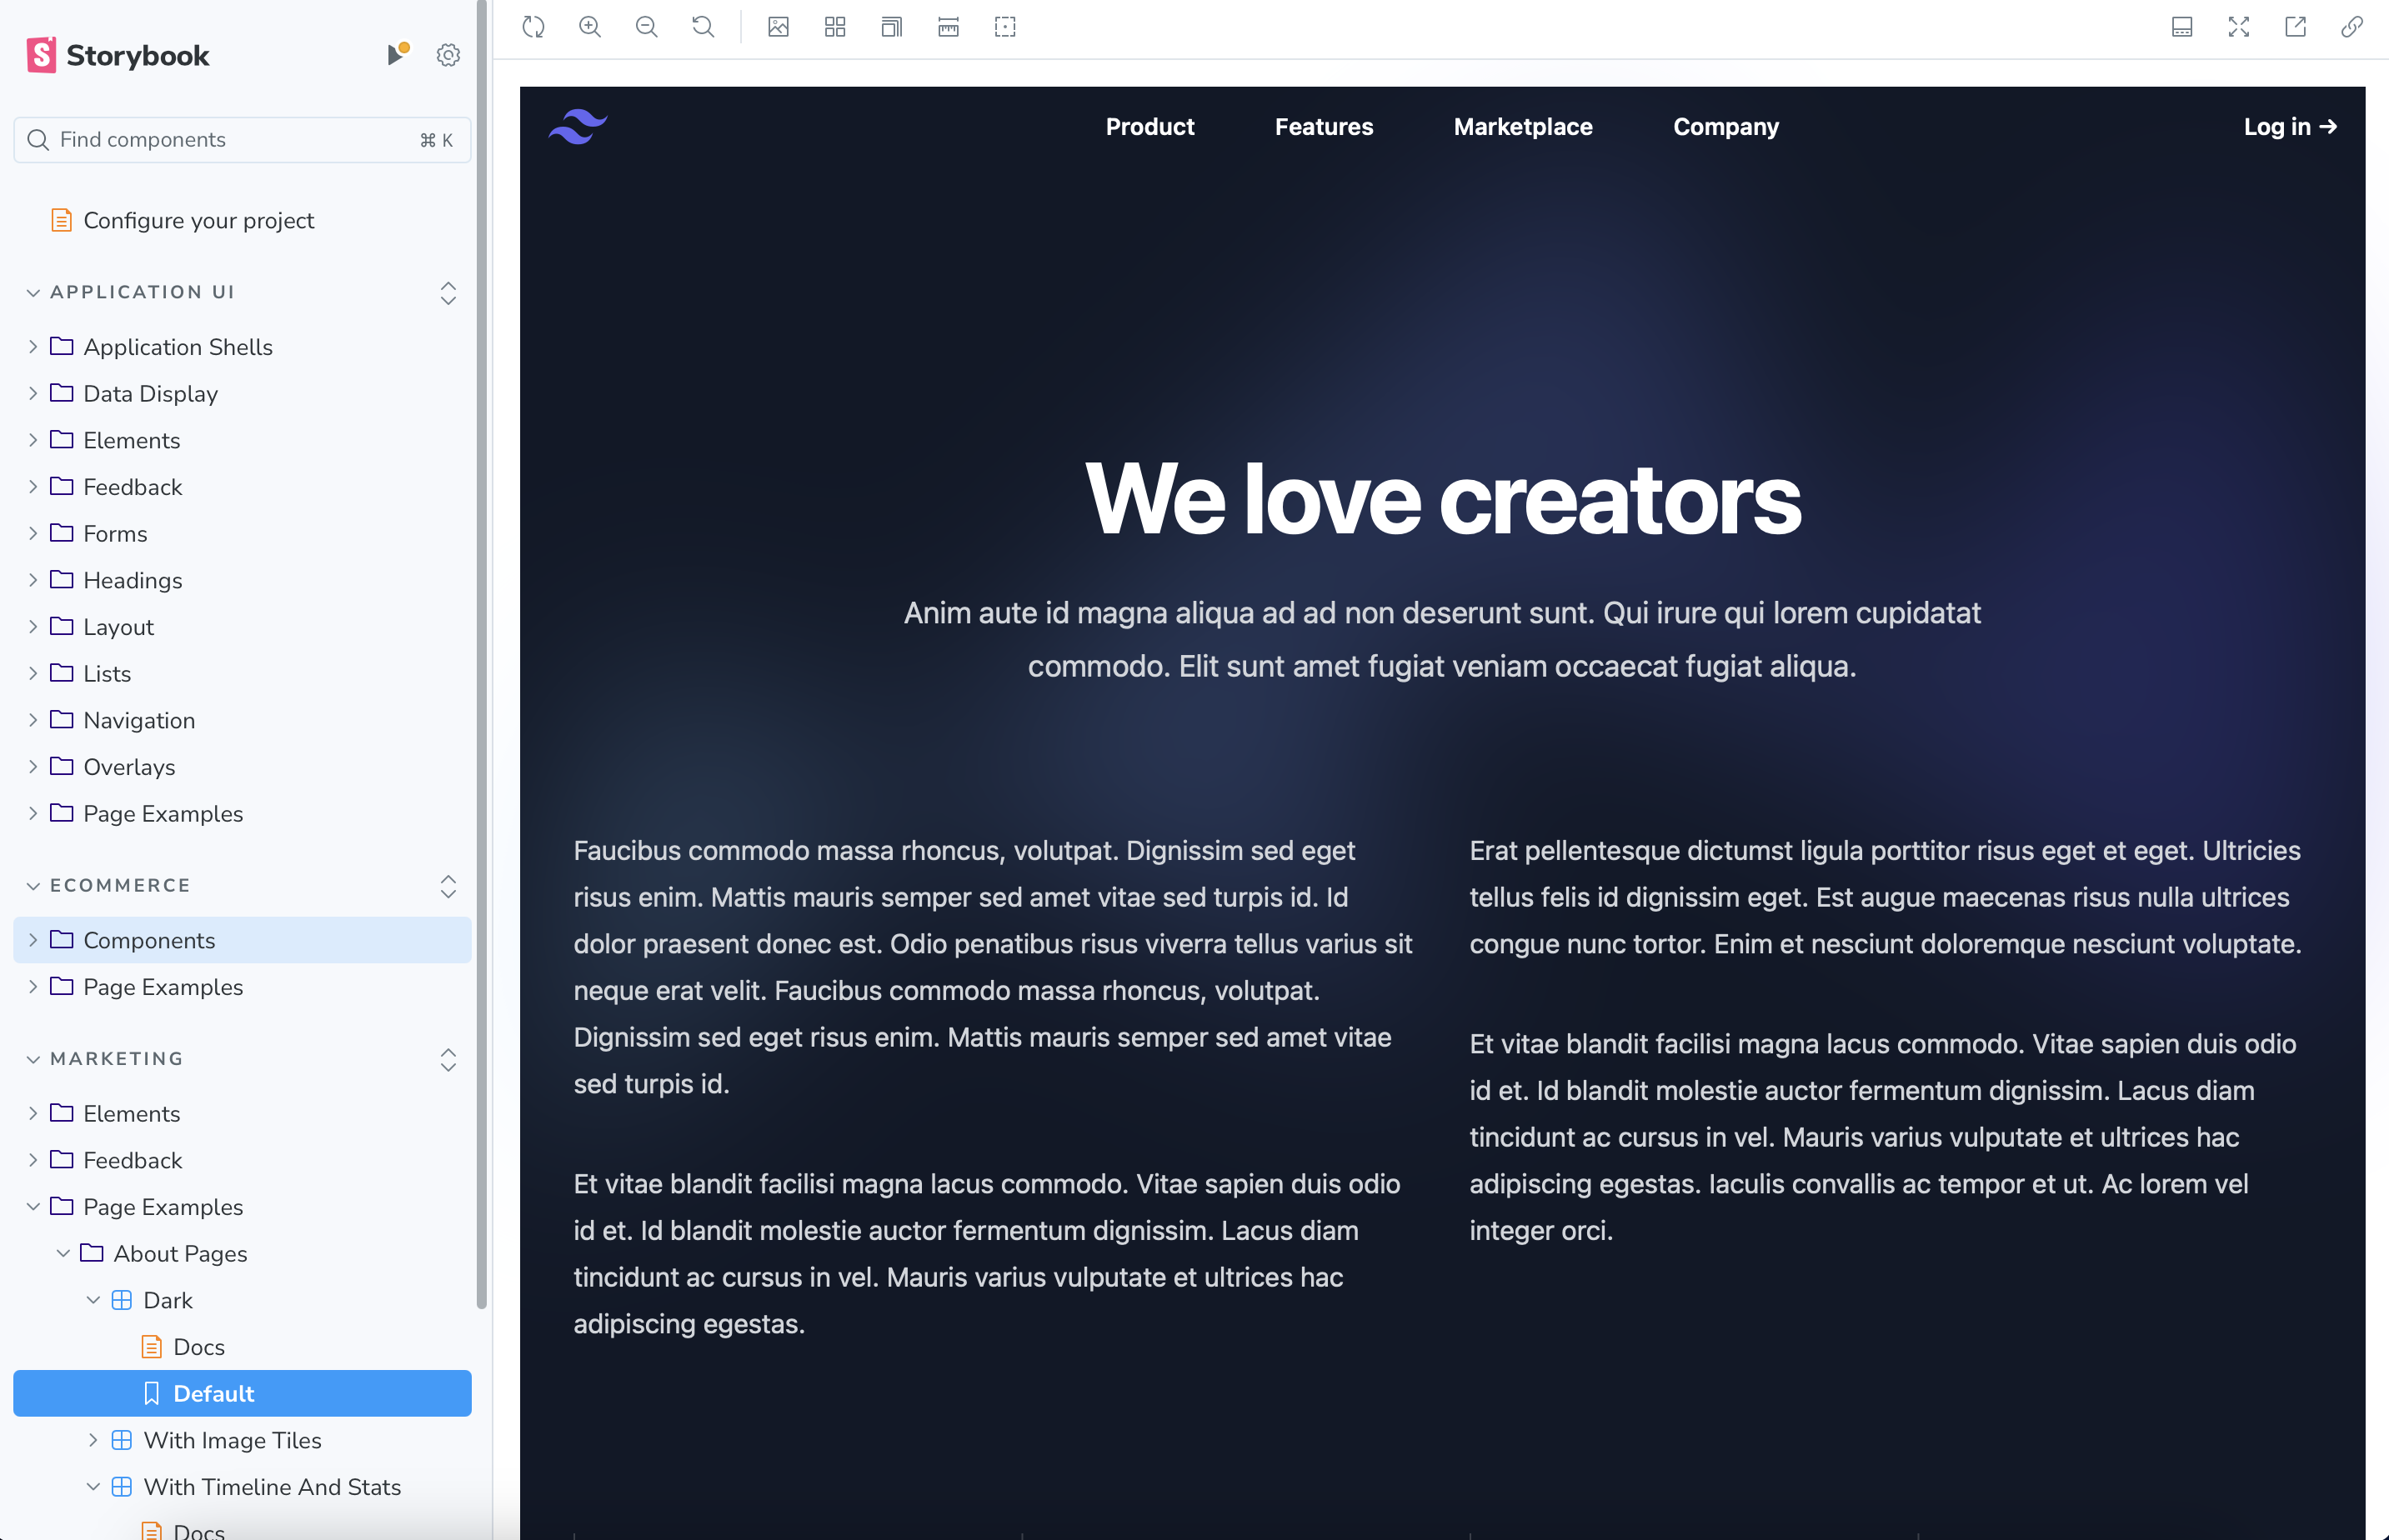 Storybook
Find components
⌘ K
Configure your project
APPLICATION UI
Application Shells
Data Display
Elements
Feedback
Forms
Headings
Layout
Lists
Navigation
Overlays
Page Examples
ECOMMERCE
Components
Page Examples
MARKETING
Elements
Feedback
Page Examples
About Pages
Dark
Docs
Default
With Image Tiles
With Timeline And Stats
Docs
Product
Features
Marketplace
Company
Log in →
We love creators
Anim aute id magna aliqua ad ad non deserunt sunt. Qui irure qui lorem cupidatat
commodo. Elit sunt amet fugiat veniam occaecat fugiat aliqua.
Faucibus commodo massa rhoncus, volutpat. Dignissim sed eget
risus enim. Mattis mauris semper sed amet vitae sed turpis id. Id
dolor praesent donec est. Odio penatibus risus viverra tellus varius sit
neque erat velit. Faucibus commodo massa rhoncus, volutpat.
Dignissim sed eget risus enim. Mattis mauris semper sed amet vitae
sed turpis id.
Et vitae blandit facilisi magna lacus commodo. Vitae sapien duis odio
id et. Id blandit molestie auctor fermentum dignissim. Lacus diam
tincidunt ac cursus in vel. Mauris varius vulputate et ultrices hac
adipiscing egestas.
Erat pellentesque dictumst ligula porttitor risus eget et eget. Ultricies
tellus felis id dignissim eget. Est augue maecenas risus nulla ultrices
congue nunc tortor. Enim et nesciunt doloremque nesciunt voluptate.
Et vitae blandit facilisi magna lacus commodo. Vitae sapien duis odio
id et. Id blandit molestie auctor fermentum dignissim. Lacus diam
tincidunt ac cursus in vel. Mauris varius vulputate et ultrices hac
adipiscing egestas. Iaculis convallis ac tempor et ut. Ac lorem vel
integer orci.